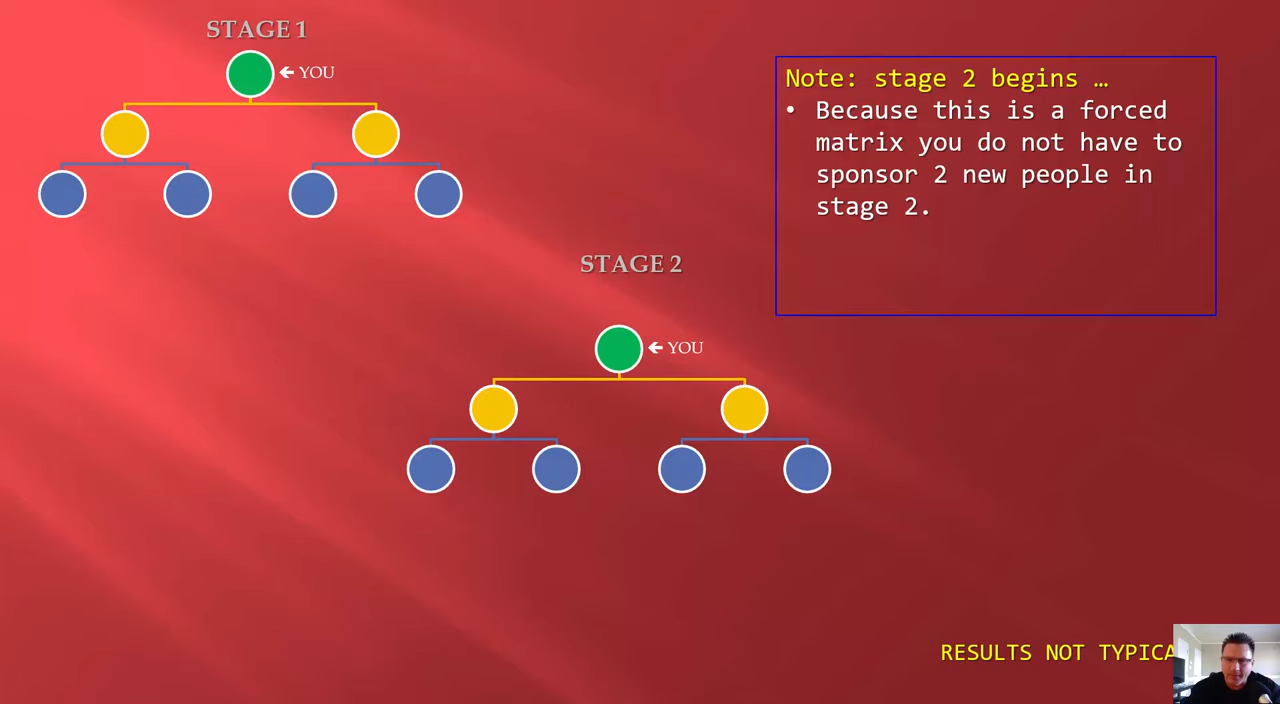 STAGE 1
🡸 YOU
Note: stage 2 begins …
• Because this is a forced
matrix you do not have to
sponsor 2 new people in
stage 2.
STAGE 2
🡸 YOU
RESULTS NOT TYPICA